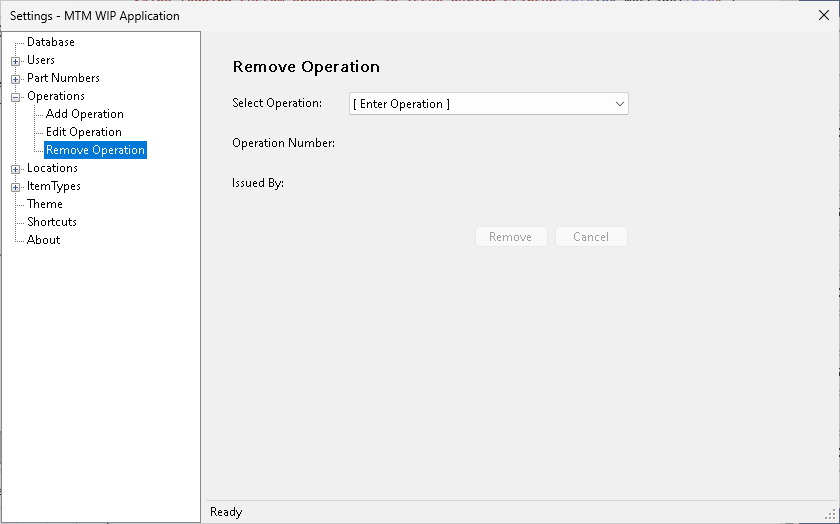 Settings - MTM WIP Application
Database
Users
Part Numbers
Operations
Add Operation
Edit Operation
Remove Operation
Locations
ItemTypes
Theme
Shortcuts
About
Remove Operation
Select Operation:
[ Enter Operation ]
Operation Number:
Issued By:
Remove
Cancel
Ready